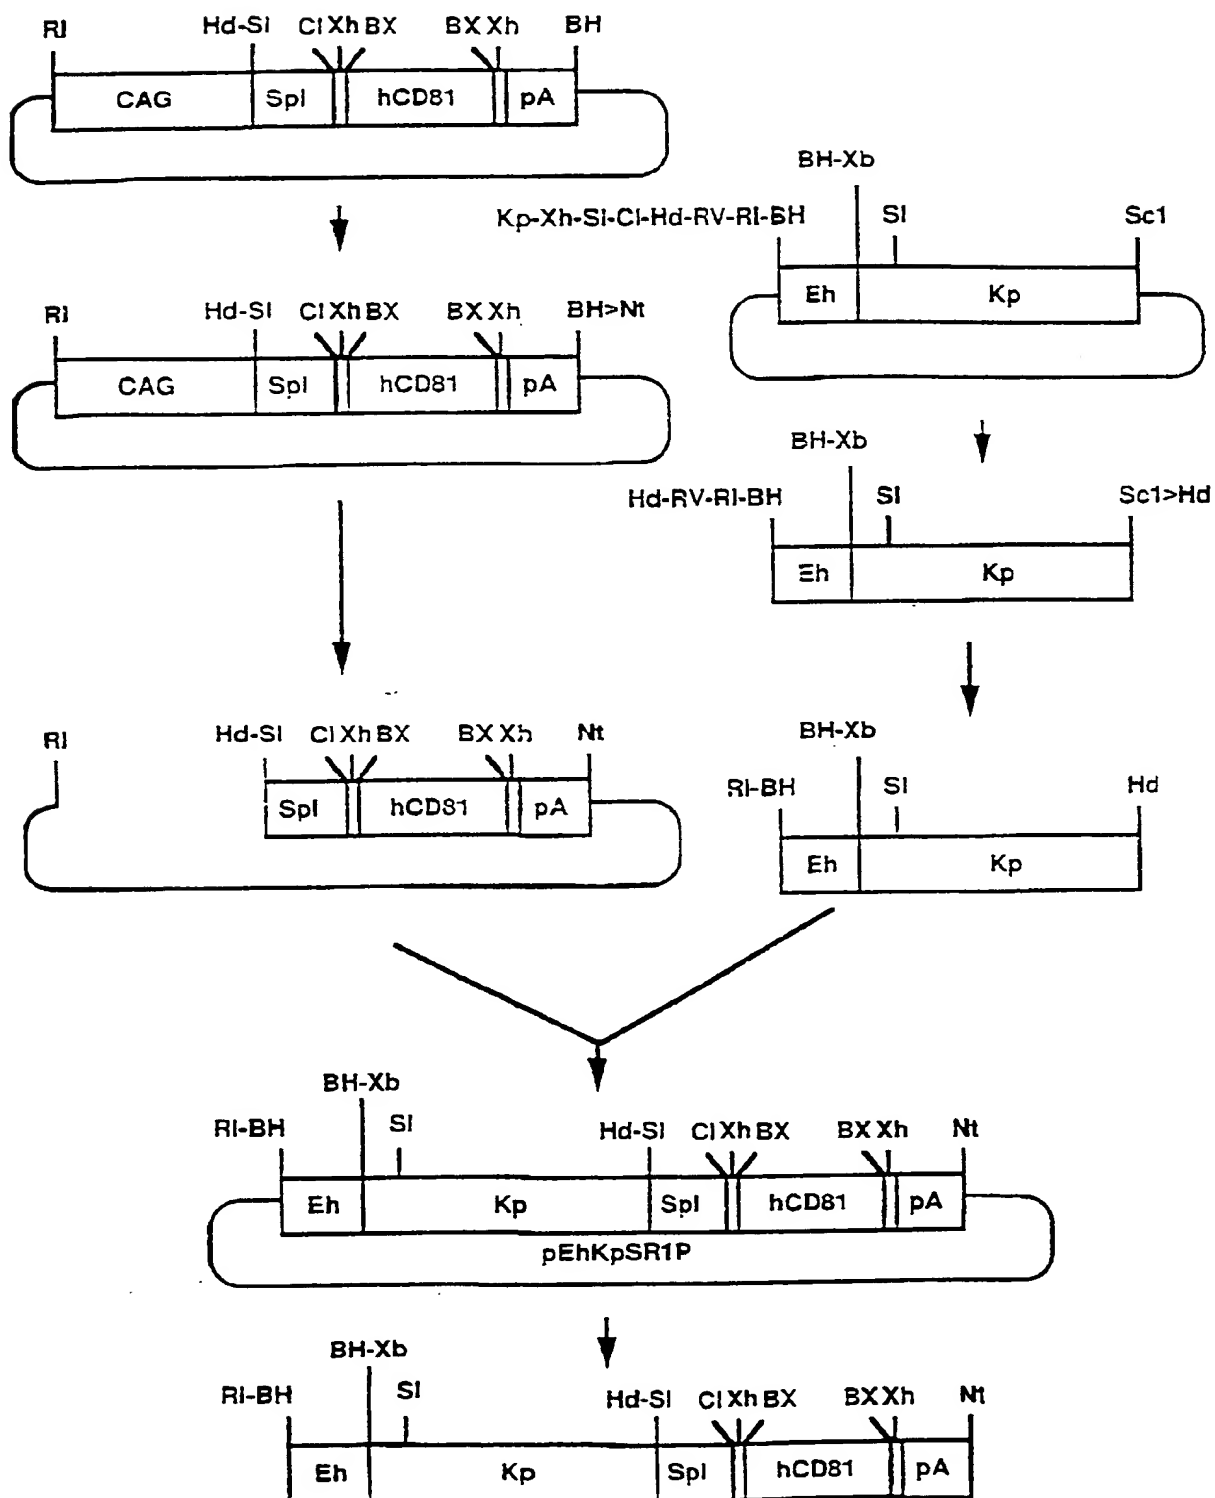 RI Hd-SI CI Xh BX BX Xh BH
CAG Spl hCD81 pA
RI Hd-SI CI Xh BX BX Xh BH>Nt
CAG Spl hCD81 pA
BH-Xb
Kp-Xh-SI-CI-Hd-RV-RI-BH SI Sc1
Eh Kp
BH-Xb
Hd-RV-RI-BH SI Sc1>Hd
Eh Kp
RI Hd-SI CI Xh BX BX Xh Nt
Spl hCD81 pA
BH-Xb
RI-BH SI Hd
Eh Kp
BH-Xb
RI-BH SI Hd-SI CI Xh BX BX Xh Nt
Eh Kp Spl hCD81 pA
pEhKpSR1P
BH-Xb
RI-BH SI Hd-SI CI Xh BX BX Xh Nt
Eh Kp Spl hCD81 pA